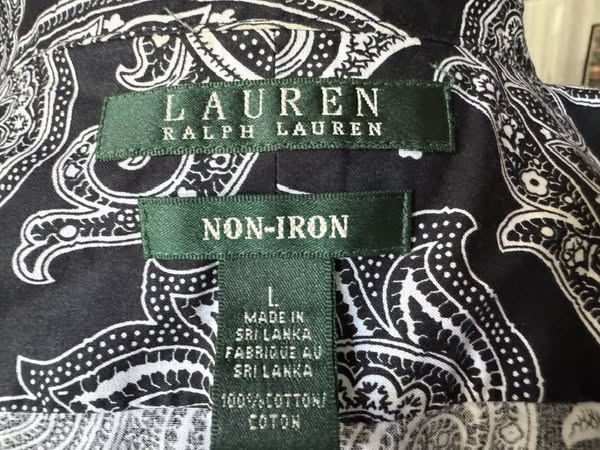 LAUREN
RALPH LAUREN
NON-IRON
L
MADE IN
SRI LANKA
FABRIQUE AU
SRI LANKA
100% COTTON/
COTON